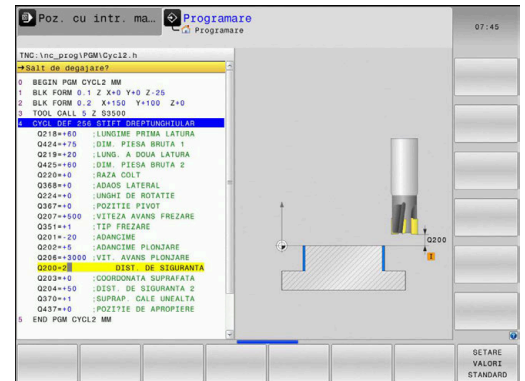 Poz. cu intr. ma...
Programare
Programare
07:45
TNC:\nc_prog\PGM\Cycl2.h
→Salt de degajare?
0 BEGIN PGM CYCL2 MM
1 BLK FORM 0.1 Z X+0 Y+0 Z-25
2 BLK FORM 0.2 X+150 Y+100 Z+0
3 TOOL CALL 5 Z S3500
4 CYCL DEF 256 STIFT DREPTUNGHIULAR
Q218=+60 ;LUNGIME PRIMA LATURA
Q424=+75 ;DIM. PIESA BRUTA 1
Q219=+20 ;LUNG. A DOUA LATURA
Q425=+60 ;DIM. PIESA BRUTA 2
Q220=+0 ;RAZA COLT
Q368=+0 ;ADAOS LATERAL
Q224=+0 ;UNGHI DE ROTATIE
Q367=+0 ;POZITIE PIVOT
Q207=+500 ;VITEZA AVANS FREZARE
Q351=+1 ;TIP FREZARE
Q201=-20 ;ADANCIME
Q202=+5 ;ADANCIME PLONJARE
Q206=+3000 ;VIT. AVANS PLONJARE
Q200=2 DIST. DE SIGURANTA
Q203=+0 ;COORDONATA SUPRAFATA
Q204=+50 ;DIST. DE SIGURANTA 2
Q370=+1 ;SUPRAP. CALE UNEALTA
Q437=+0 ;POZI?IE DE APROPIERE
5 END PGM CYCL2 MM
Q200
I
SETARE
VALORI
STANDARD